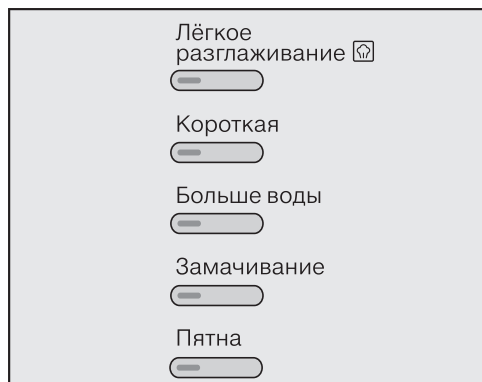 Лёгкое
разглаживание
Короткая
Больше воды
Замачивание
Пятна